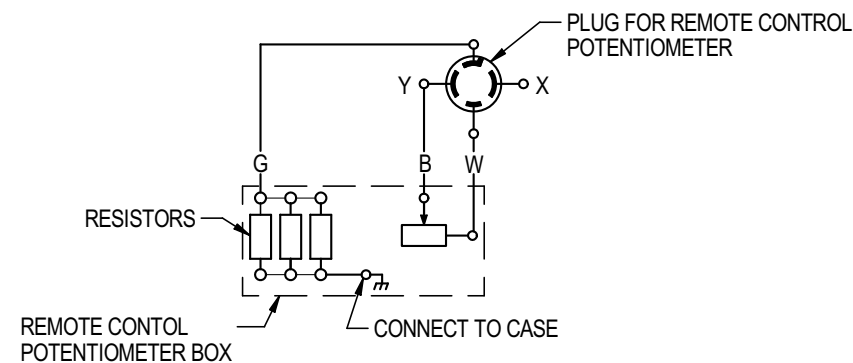 PLUG FOR REMOTE CONTROL
POTENTIOMETER
Y
X
G
B
W
RESISTORS
REMOTE CONTOL
POTENTIOMETER BOX
CONNECT TO CASE